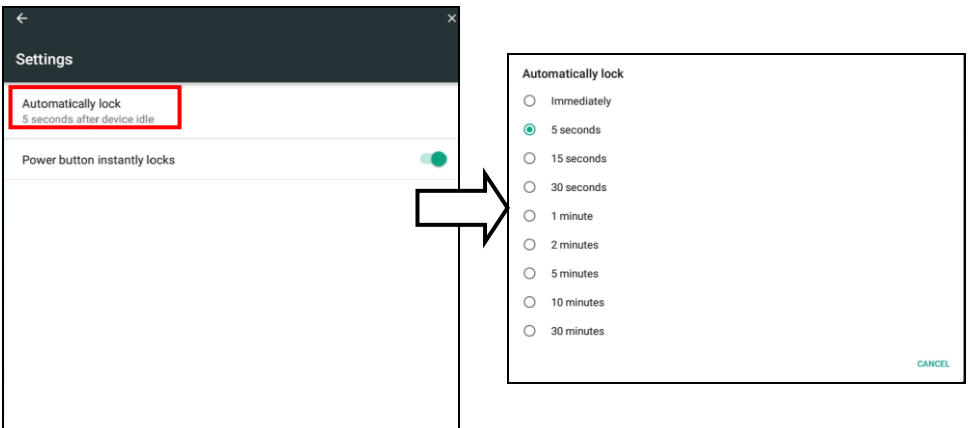 Settings
Automatically lock
5 seconds after device idle
Power button instantly locks
Automatically lock
Immediately
5 seconds
15 seconds
30 seconds
1 minute
2 minutes
5 minutes
10 minutes
30 minutes
CANCEL